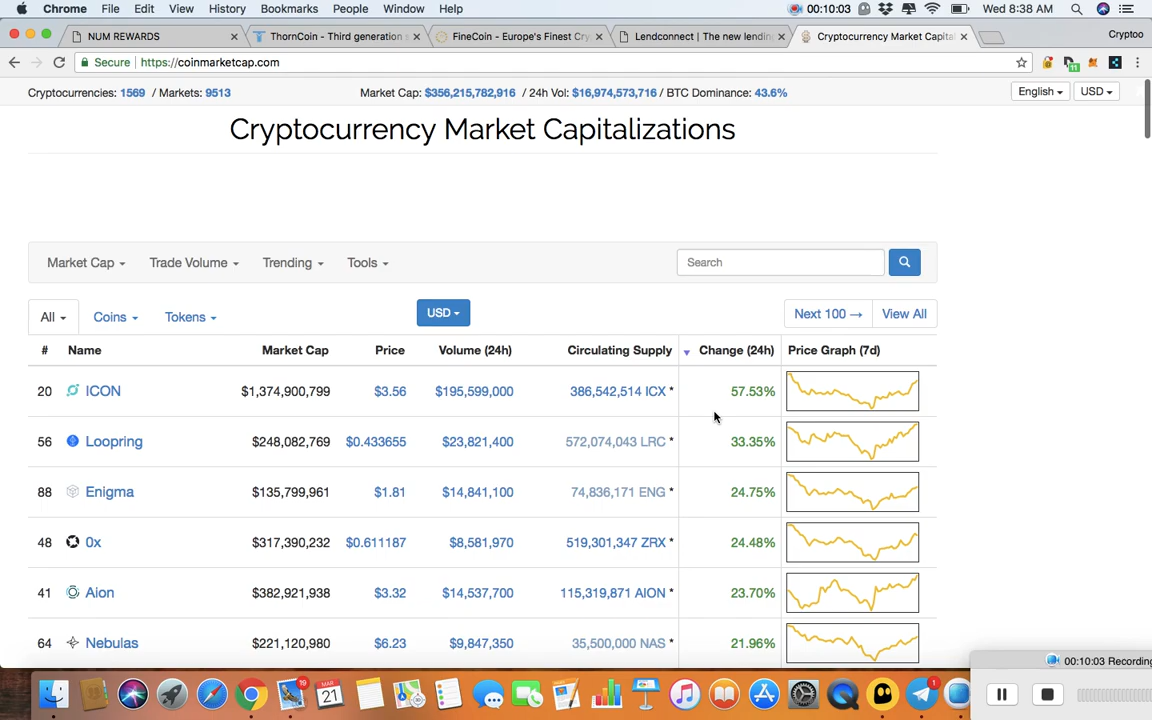 Chrome File Edit View History Bookmarks People Window Help 00:10:03 Wed 8:38 AM
NUM REWARDS ThornCoin - Third generation s FineCoin - Europe's Finest Cry Lendconnect | The new lending Cryptocurrency Market Capital Cryptoo
Secure https://coinmarketcap.com 11
Cryptocurrencies: 1569 / Markets: 9513 Market Cap: $356,215,782,916 / 24h Vol: $16,974,573,716 / BTC Dominance: 43.6% English USD
Cryptocurrency Market Capitalizations
Market Cap Trade Volume Trending Tools Search
All Coins Tokens USD Next 100 → View All
# Name Market Cap Price Volume (24h) Circulating Supply Change (24h) Price Graph (7d)
20 ICON $1,374,900,799 $3.56 $195,599,000 386,542,514 ICX * 57.53%
56 Loopring $248,082,769 $0.433655 $23,821,400 572,074,043 LRC * 33.35%
88 Enigma $135,799,961 $1.81 $14,841,100 74,836,171 ENG * 24.75%
48 0x $317,390,232 $0.611187 $8,581,970 519,301,347 ZRX * 24.48%
41 Aion $382,921,938 $3.32 $14,537,700 115,319,871 AION * 23.70%
64 Nebulas $221,120,980 $6.23 $9,847,350 35,500,000 NAS * 21.96%
00:10:03 Recording
19 MAR 21 1